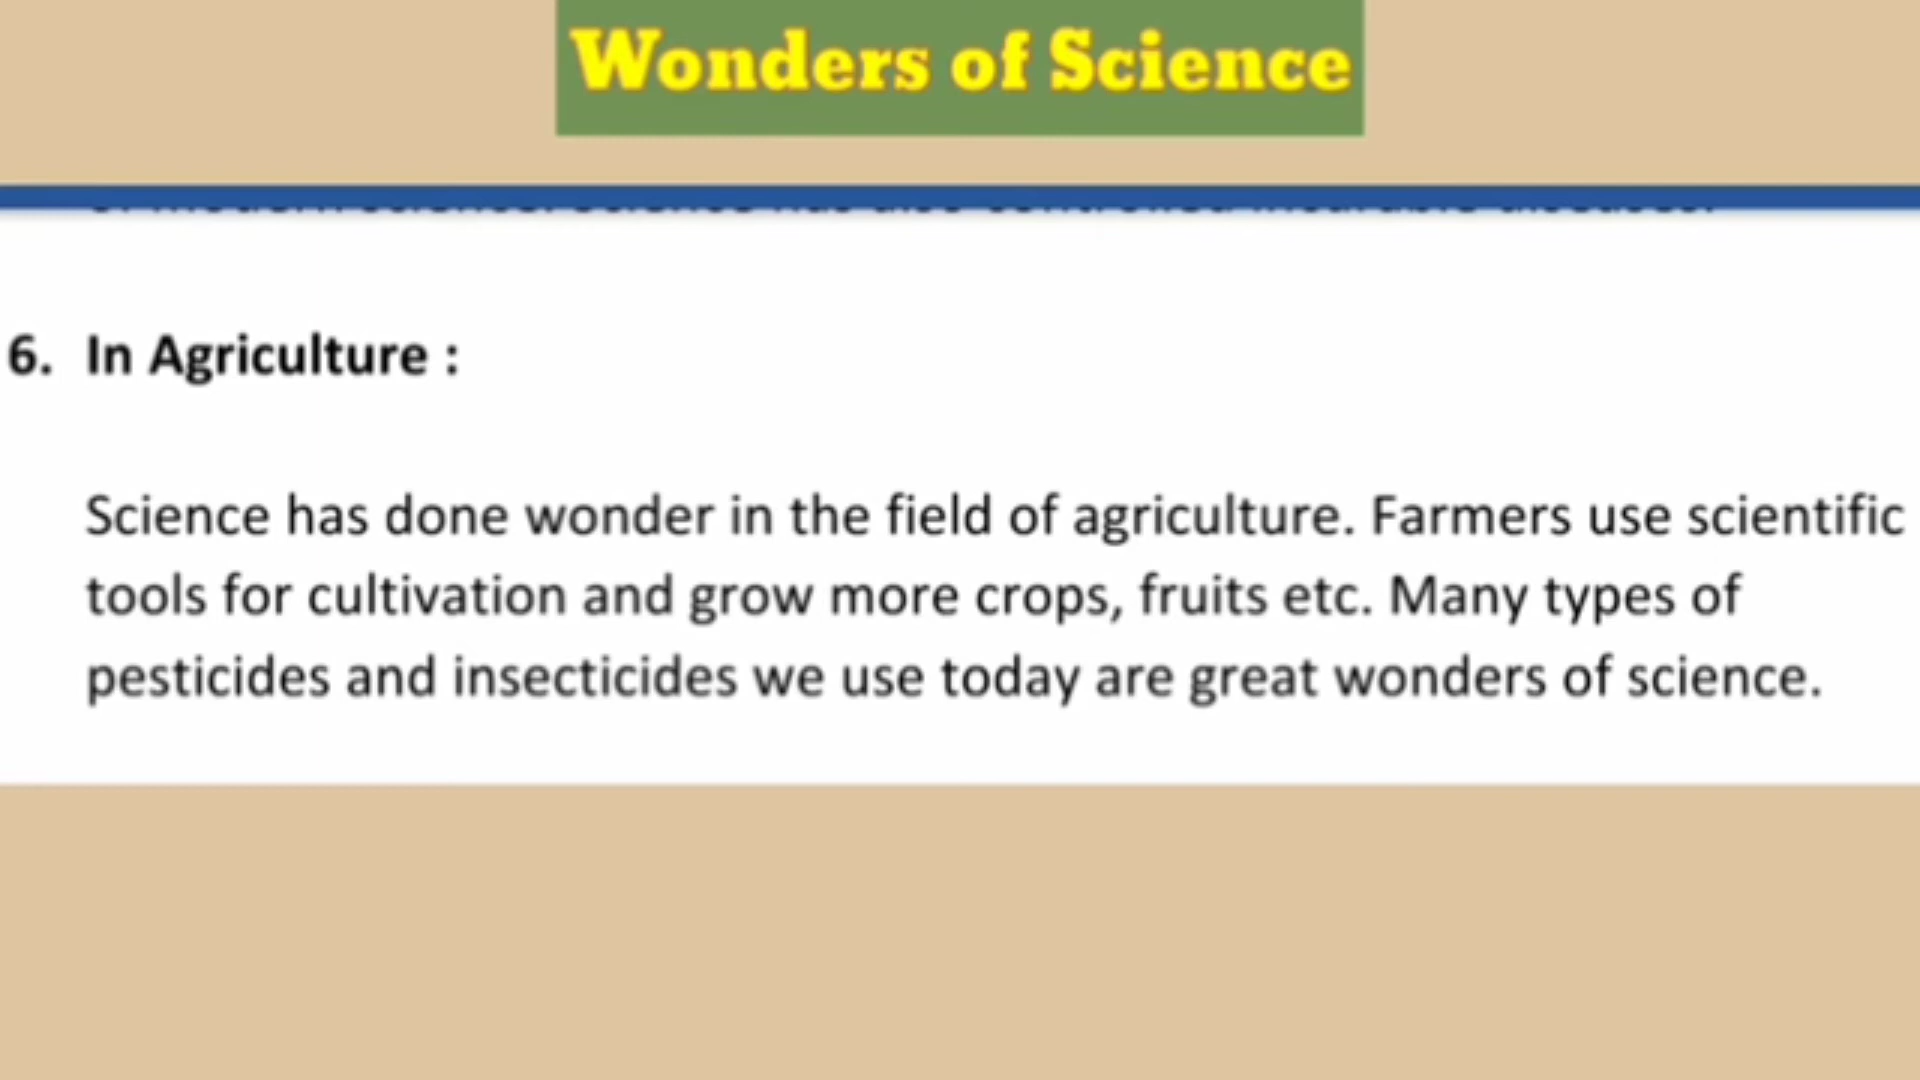 Wonders of Science
6. In Agriculture :
Science has done wonder in the field of agriculture. Farmers use scientific
tools for cultivation and grow more crops, fruits etc. Many types of
pesticides and insecticides we use today are great wonders of science.